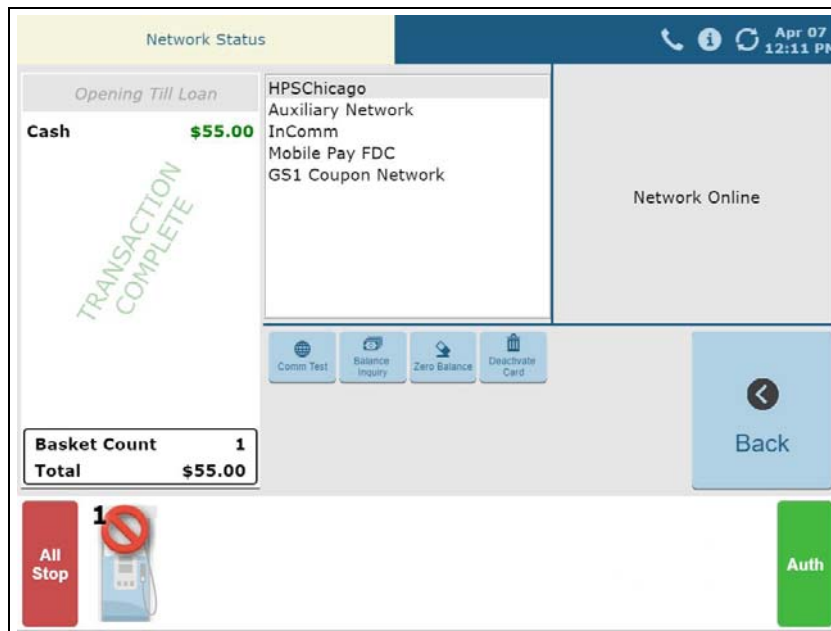 Network Status
Apr 07
12:11 PM
Opening Till Loan
Cash $55.00
TRANSACTION
COMPLETE
Basket Count 1
Total $55.00
HPSChicago
Auxiliary Network
InComm
Mobile Pay FDC
GS1 Coupon Network
Network Online
Comm Test
Balance
Inquiry
Zero Balance
Deactivate
Card
Back
All
Stop
1
Auth